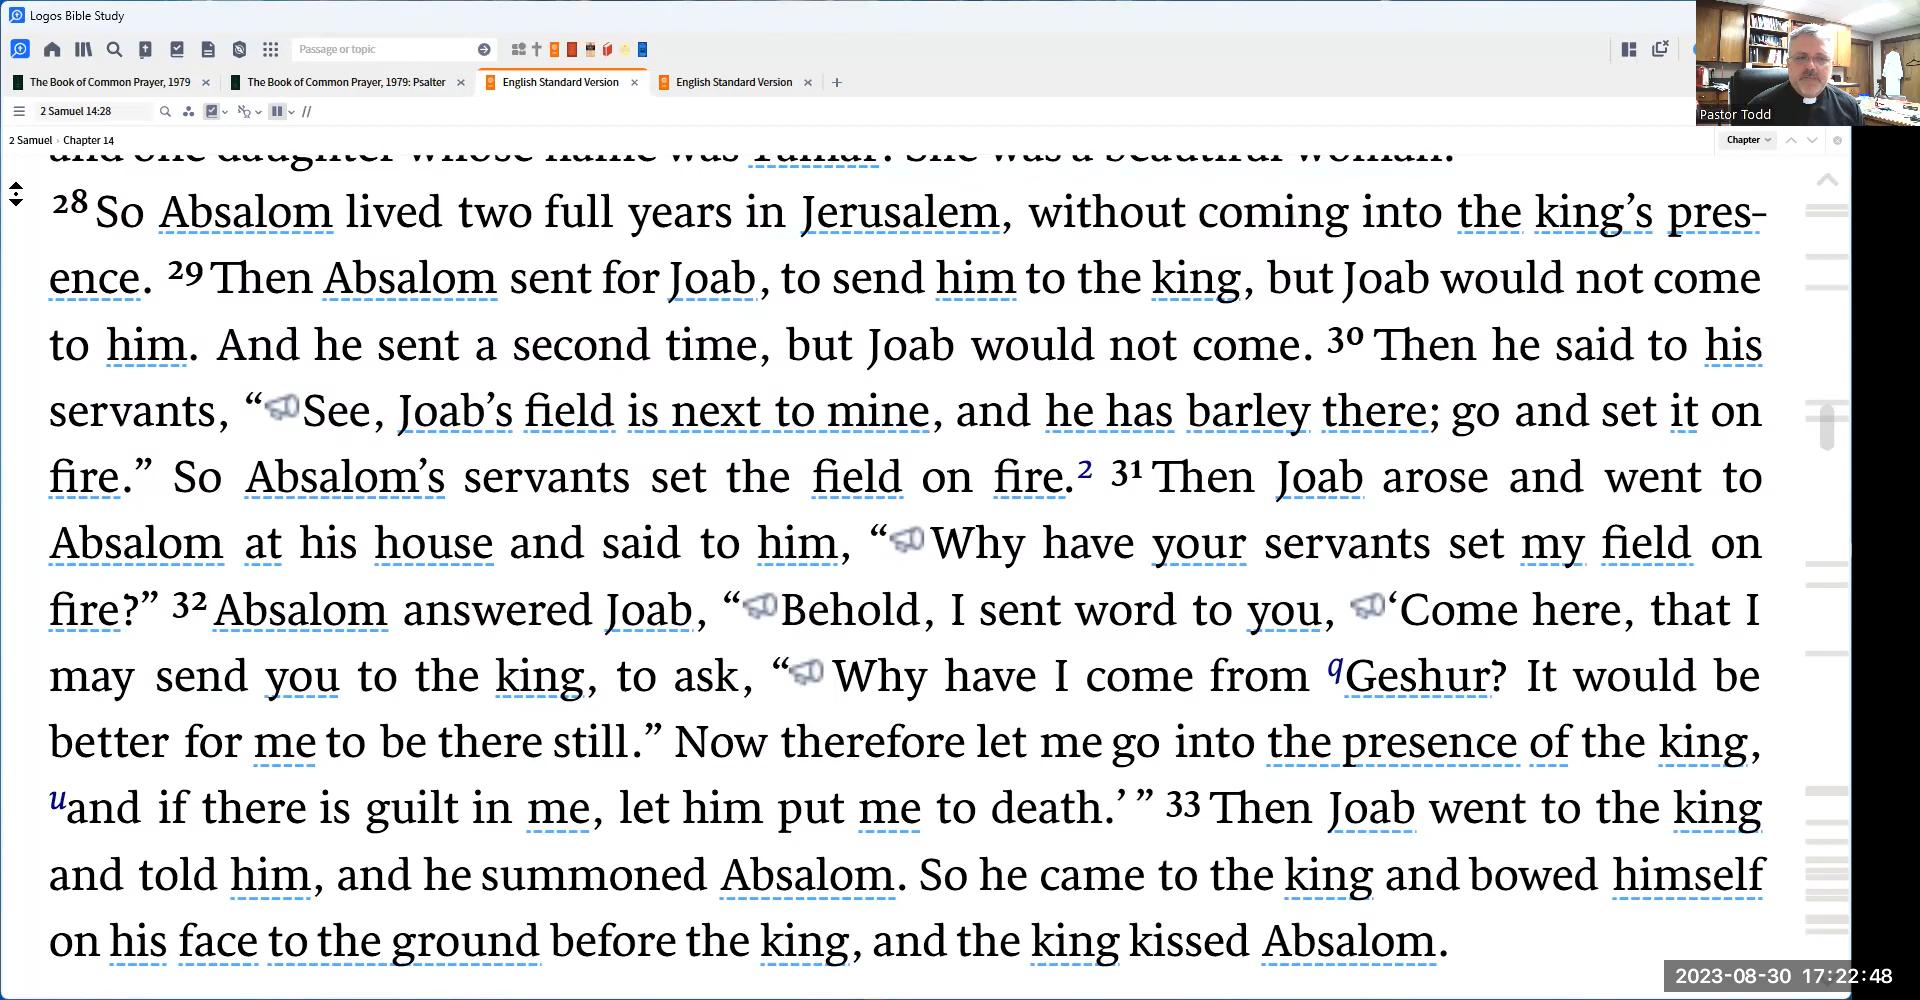 Logos Bible Study
Passage or topic
The Book of Common Prayer, 1979 × The Book of Common Prayer, 1979: Psalter × English Standard Version × English Standard Version × +
2 Samuel 14:28
Pastor Todd
2 Samuel › Chapter 14
Chapter
and one daughter whose name was Tamar. She was a beautiful woman.
28 So Absalom lived two full years in Jerusalem, without coming into the king’s pres-
ence. 29 Then Absalom sent for Joab, to send him to the king, but Joab would not come
to him. And he sent a second time, but Joab would not come. 30 Then he said to his
servants, “See, Joab’s field is next to mine, and he has barley there; go and set it on
fire.” So Absalom’s servants set the field on fire.2 31 Then Joab arose and went to
Absalom at his house and said to him, “Why have your servants set my field on
fire?” 32 Absalom answered Joab, “Behold, I sent word to you, ‘Come here, that I
may send you to the king, to ask, “Why have I come from qGeshur? It would be
better for me to be there still.” Now therefore let me go into the presence of the king,
uand if there is guilt in me, let him put me to death.’ ” 33 Then Joab went to the king
and told him, and he summoned Absalom. So he came to the king and bowed himself
on his face to the ground before the king, and the king kissed Absalom.
2023-08-30 17:22:48